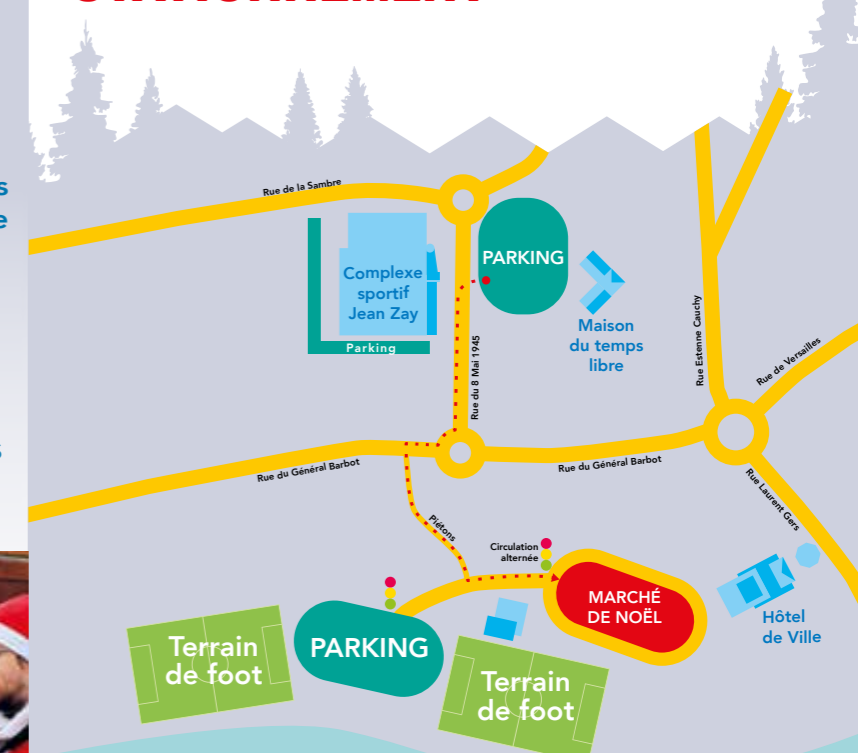 STATIONNEMENT
s
e
s
Rue de la Sambre
PARKING
Complexe
sportif
Jean Zay
Parking
Maison
du temps
libre
Rue du 8 Mai 1945
Rue Estenne Cauchy
Rue de Versailles
Rue du Général Barbot
Rue du Général Barbot
Rue Laurent Gers
Piétons
Circulation
alternée
MARCHÉ
DE NOËL
Hôtel
de Ville
Terrain
de foot
PARKING
Terrain
de foot